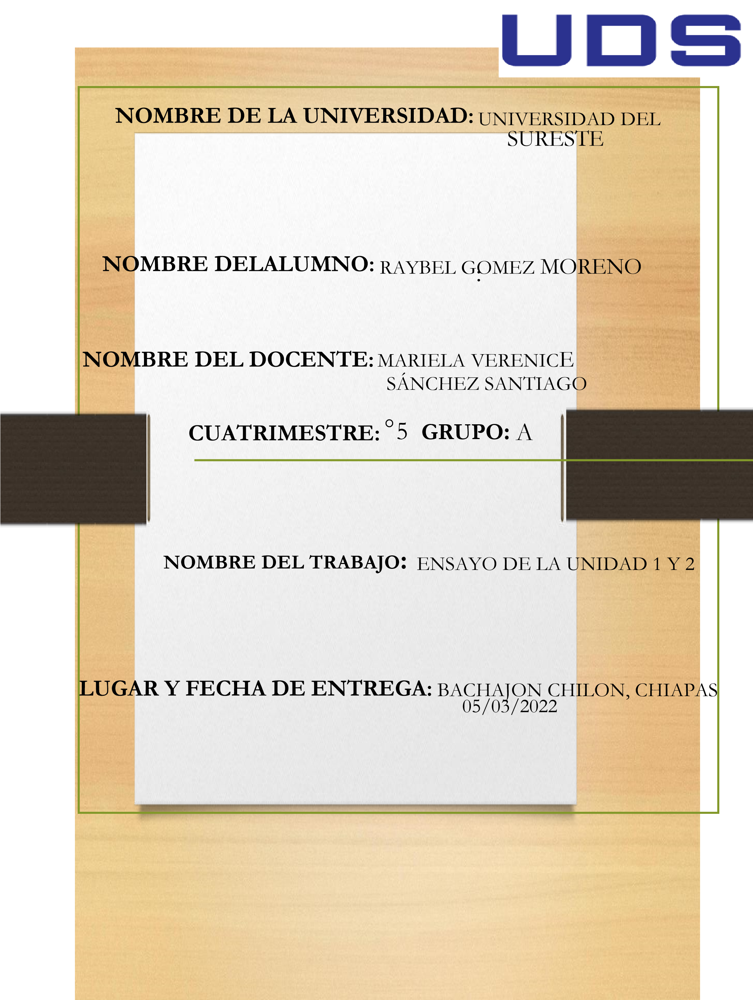 UDS
NOMBRE DE LA UNIVERSIDAD: UNIVERSIDAD DEL
SURESTE
NOMBRE DELALUMNO: RAYBEL GOMEZ MORENO
:
NOMBRE DEL DOCENTE: MARIELA VERENICE
SÁNCHEZ SANTIAGO
CUATRIMESTRE: °5 GRUPO: A
NOMBRE DEL TRABAJO: ENSAYO DE LA UNIDAD 1 Y 2
LUGAR Y FECHA DE ENTREGA: BACHAJON CHILON, CHIAPAS
05/03/2022